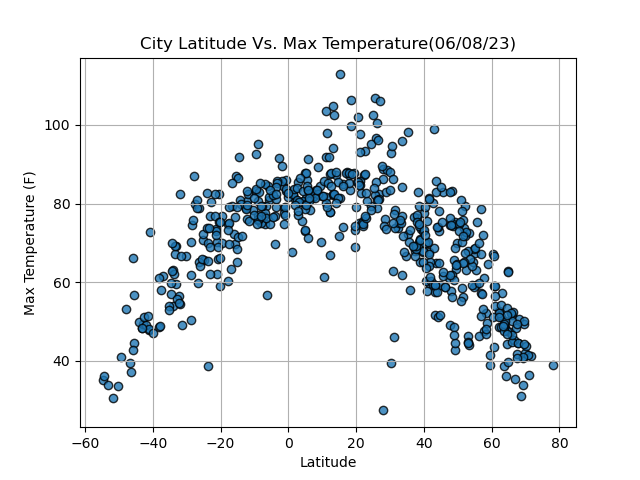 City Latitude Vs. Max Temperature(06/08/23)
100
80
60
40
Max Temperature (F)
−60 −40 −20 0 20 40 60 80
Latitude